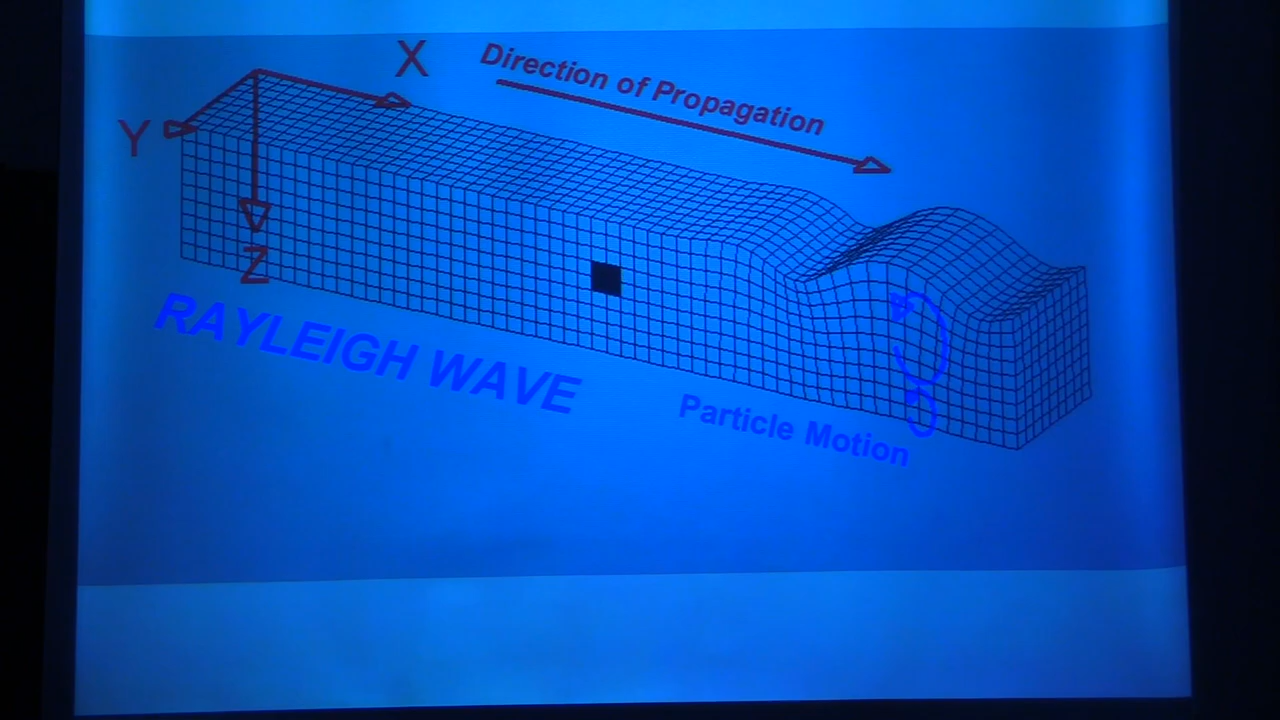 X
Direction of Propagation
Y
Z
RAYLEIGH WAVE
Particle Motion